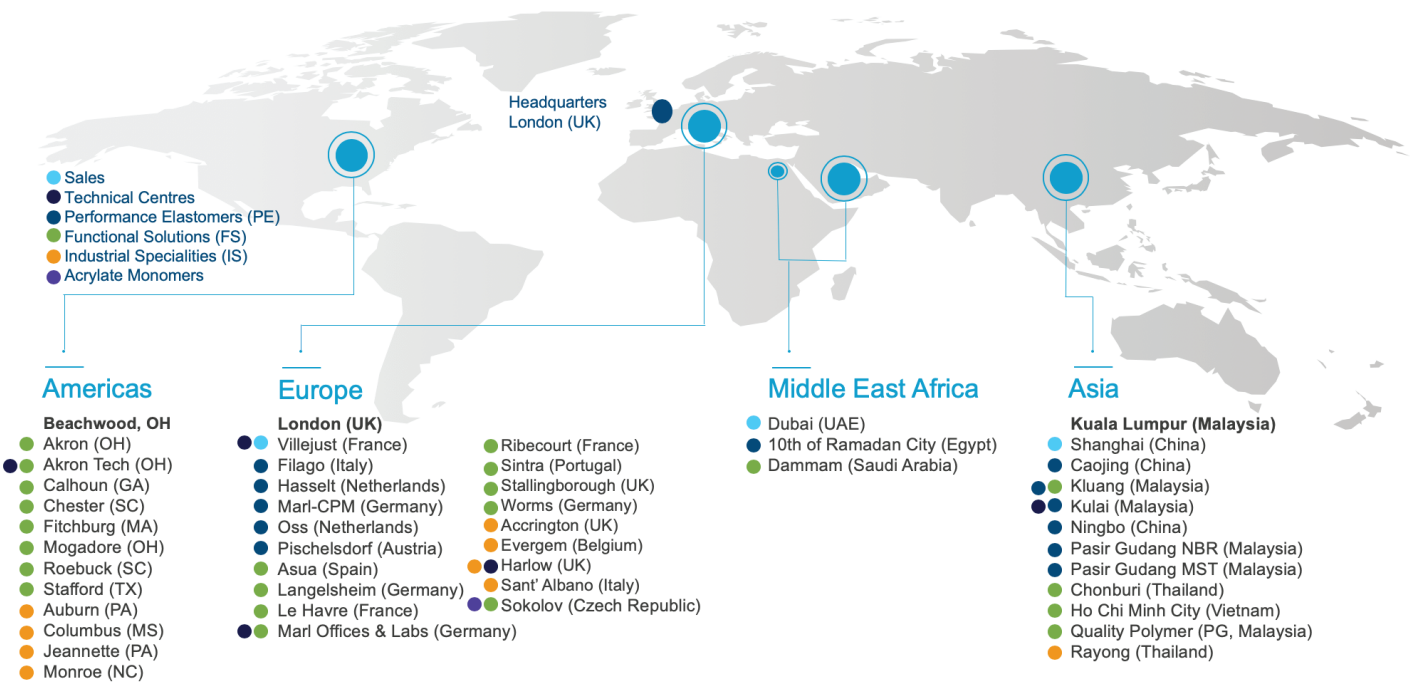 Headquarters
London (UK)
Sales
Technical Centres
Performance Elastomers (PE)
Functional Solutions (FS)
Industrial Specialities (IS)
Acrylate Monomers
Americas
Beachwood, OH
Akron (OH)
Akron Tech (OH)
Calhoun (GA)
Chester (SC)
Fitchburg (MA)
Mogadore (OH)
Roebuck (SC)
Stafford (TX)
Auburn (PA)
Columbus (MS)
Jeannette (PA)
Monroe (NC)
Europe
London (UK)
Villejust (France)
Filago (Italy)
Hasselt (Netherlands)
Marl-CPM (Germany)
Oss (Netherlands)
Pischelsdorf (Austria)
Asua (Spain)
Langelsheim (Germany)
Le Havre (France)
Marl Offices & Labs (Germany)
Ribecourt (France)
Sintra (Portugal)
Stallingborough (UK)
Worms (Germany)
Accrington (UK)
Evergem (Belgium)
Harlow (UK)
Sant' Albano (Italy)
Sokolov (Czech Republic)
Middle East Africa
Dubai (UAE)
10th of Ramadan City (Egypt)
Dammam (Saudi Arabia)
Asia
Kuala Lumpur (Malaysia)
Shanghai (China)
Caojing (China)
Kluang (Malaysia)
Kulai (Malaysia)
Ningbo (China)
Pasir Gudang NBR (Malaysia)
Pasir Gudang MST (Malaysia)
Chonburi (Thailand)
Ho Chi Minh City (Vietnam)
Quality Polymer (PG, Malaysia)
Rayong (Thailand)